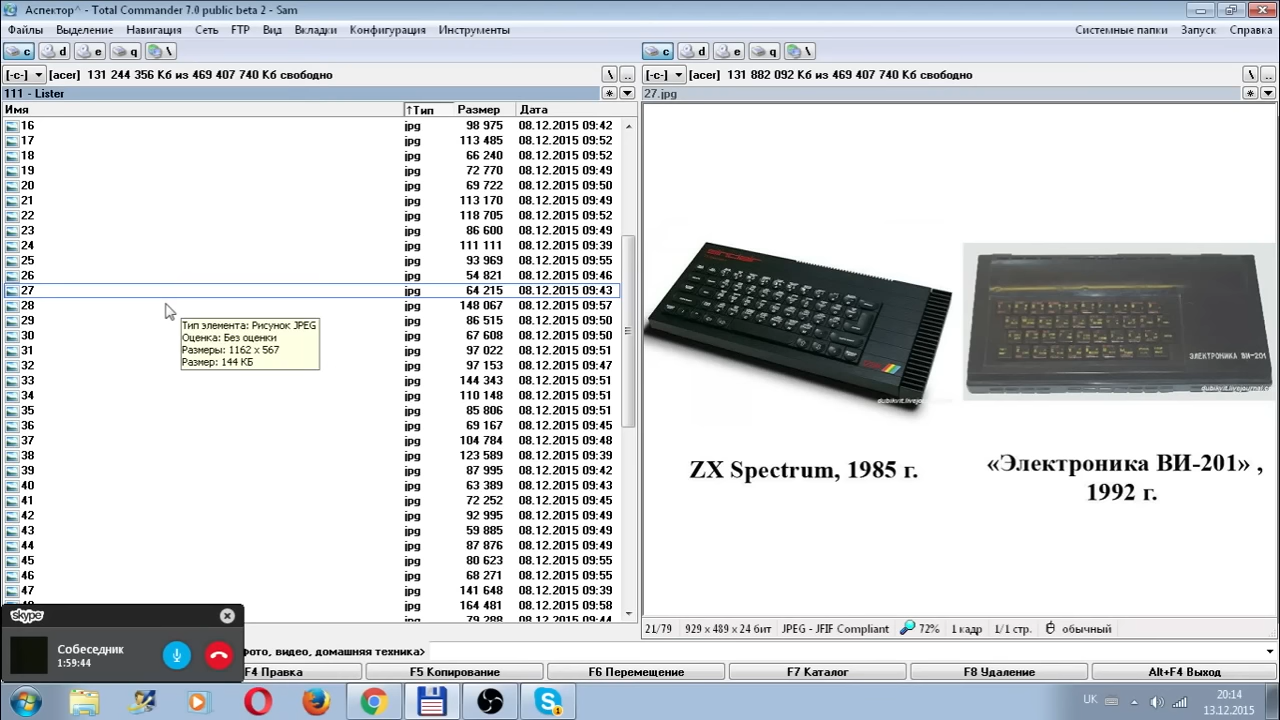 Аспектор^ - Total Commander 7.0 public beta 2 - Sam
Файлы Выделение Навигация Сеть FTP Вид Вкладки Конфигурация Инструменты Системные папки Запуск Справка
c d e q \ c d e q \
[-c-] [acer] 131 244 356 Кб из 469 407 740 Кб свободно \ .. [-c-] [acer] 131 882 092 Кб из 469 407 740 Кб свободно \ ..
111 - Lister * 27.jpg *
Имя ↑Тип Размер Дата
16 jpg 98 975 08.12.2015 09:42
17 jpg 113 485 08.12.2015 09:52
18 jpg 66 240 08.12.2015 09:52
19 jpg 72 770 08.12.2015 09:49
20 jpg 69 722 08.12.2015 09:50
21 jpg 113 170 08.12.2015 09:49
22 jpg 118 705 08.12.2015 09:52
23 jpg 86 600 08.12.2015 09:49
24 jpg 111 111 08.12.2015 09:39
25 jpg 93 969 08.12.2015 09:55
26 jpg 54 821 08.12.2015 09:46
27 jpg 64 215 08.12.2015 09:43
28 jpg 148 067 08.12.2015 09:57
29 jpg 86 515 08.12.2015 09:50
30 jpg 67 608 08.12.2015 09:50
31 jpg 97 022 08.12.2015 09:51
32 jpg 97 153 08.12.2015 09:47
33 jpg 144 343 08.12.2015 09:51
34 jpg 110 148 08.12.2015 09:51
35 jpg 85 806 08.12.2015 09:51
36 jpg 69 167 08.12.2015 09:45
37 jpg 104 784 08.12.2015 09:48
38 jpg 123 589 08.12.2015 09:39
39 jpg 87 995 08.12.2015 09:42
40 jpg 63 389 08.12.2015 09:43
41 jpg 72 252 08.12.2015 09:45
42 jpg 92 995 08.12.2015 09:49
43 jpg 59 885 08.12.2015 09:49
44 jpg 87 876 08.12.2015 09:49
45 jpg 80 623 08.12.2015 09:55
46 jpg 68 271 08.12.2015 09:55
47 jpg 141 648 08.12.2015 09:39
jpg 164 481 08.12.2015 09:58
79 288 08.12.2015 09:44
Тип элемента: Рисунок JPEG
Оценка: Без оценки
Размеры: 1162 x 567
Размер: 144 КБ
ЭЛЕКТРОНИКА ВИ-201
dubikvit.livejournal.com
ZX Spectrum, 1985 г.
«Электроника ВИ-201» ,
1992 г.
21/79 929 x 489 x 24 бит JPEG - JFIF Compliant 72% 1 кадр 1/1 стр. обычный
skype
Собеседник
1:59:44
фото, видео, домашняя техника>
F4 Правка F5 Копирование F6 Перемещение F7 Каталог F8 Удаление Alt+F4 Выход
UK 20:14
13.12.2015